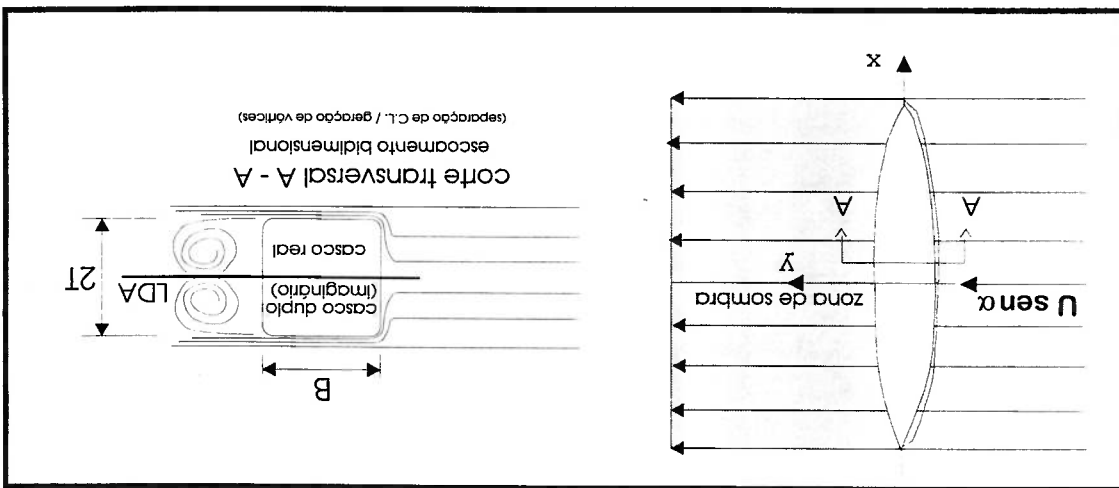 U sen α
zona de sombra
y
A A
x
B
casco duplo
(imaginário)
LDA
2T
casco real
corte transversal A - A
escoamento bidimensional
(separação de C.L. / geração de vórtices)